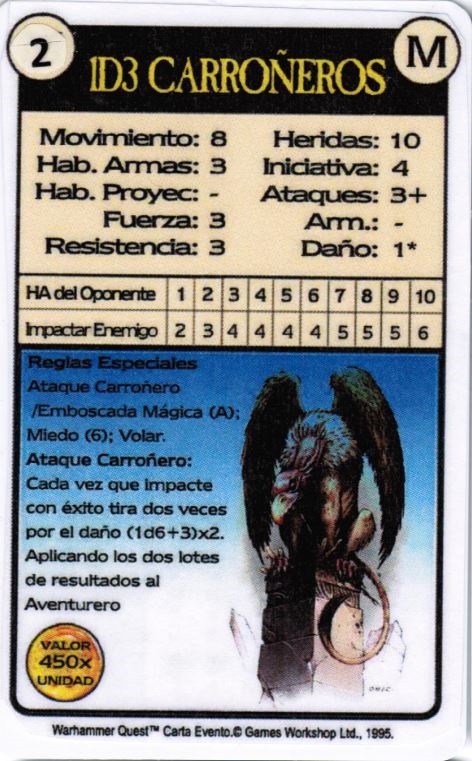 2
M
1D3 CARROÑEROS
Movimiento: 8 Heridas: 10
Hab. Armas: 3 Iniciativa: 4
Hab. Proyec: - Ataques: 3+
Fuerza: 3 Arm.: -
Resistencia: 3 Daño: 1*
HA del Oponente 1 2 3 4 5 6 7 8 9 10
Impactar Enemigo 2 3 4 4 4 4 5 5 5 6
Reglas Especiales
Ataque Carroñero
/Emboscada Mágica (A);
Miedo (6); Volar.
Ataque Carroñero:
Cada vez que impacte
con éxito tira dos veces
por el daño (1d6+3)x2.
Aplicando los dos lotes
de resultados al
Aventurero
VALOR
450x
UNIDAD
Warhammer Quest™ Carta Evento.© Games Workshop Ltd., 1995.